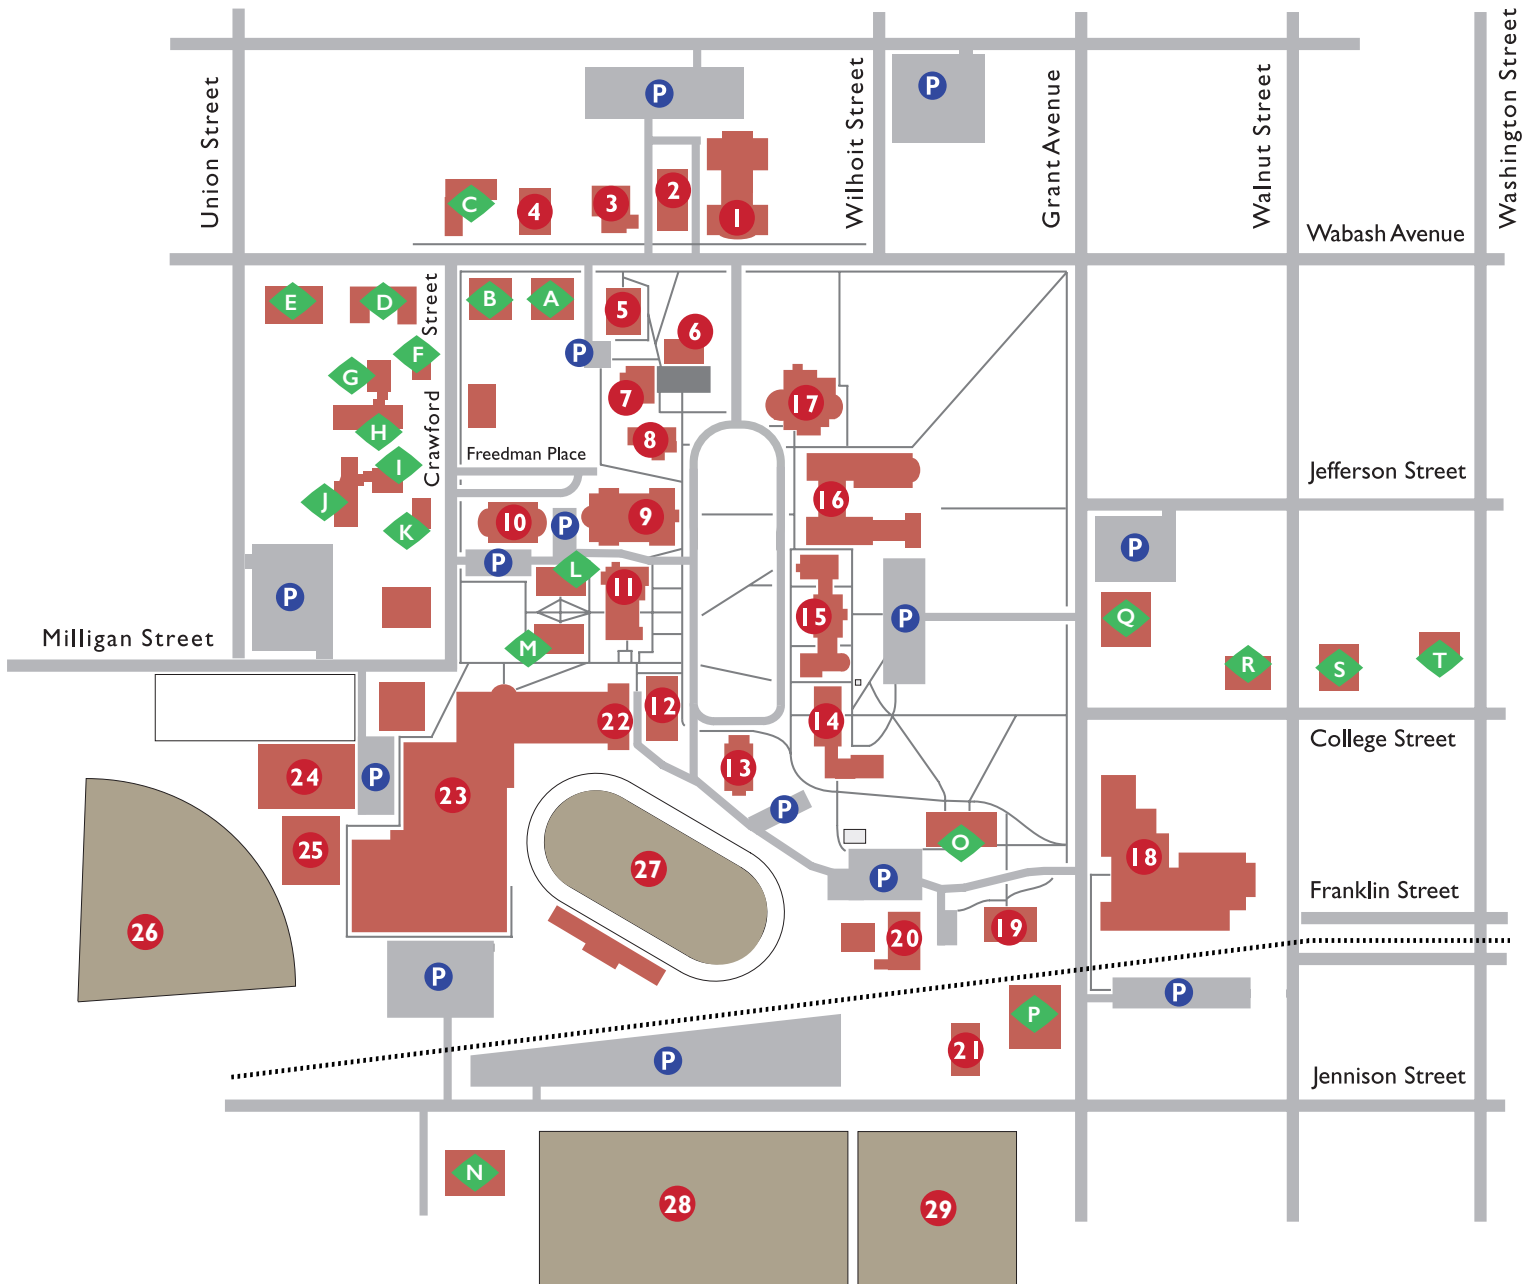 Union Street
Wilhoit Street
Grant Avenue
Walnut Street
Washington Street
P
P
C
4
3
2
1
Wabash Avenue
E
D
Crawford Street
B
A
5
6
P
F
G
7
17
H
8
Freedman Place
I
Jefferson Street
J
16
K
10
P
9
P
P
L
11
P
15
P
Q
Milligan Street
M
R
S
T
22
12
14
College Street
24
P
23
13
P
25
27
O
18
P
Franklin Street
26
20
19
P
P
P
21
P
Jennison Street
N
28
29